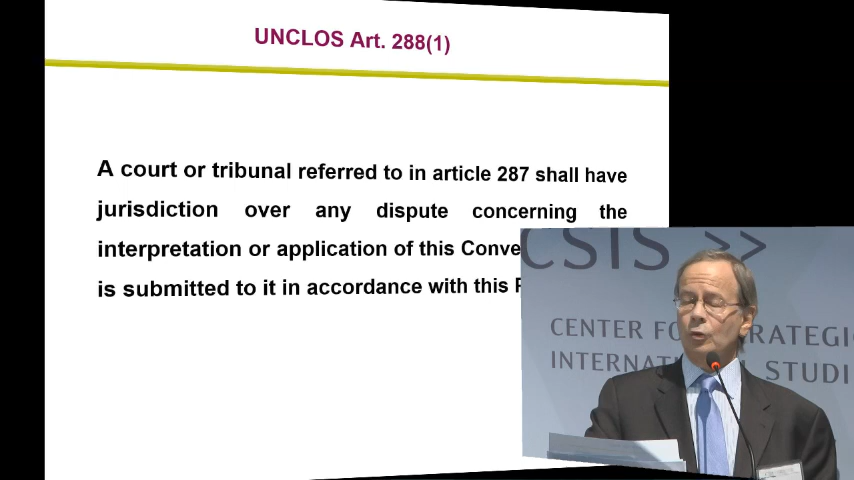 UNCLOS Art. 288(1)
A court or tribunal referred to in article 287 shall have
jurisdiction over any dispute concerning the
interpretation or application of this Conve
is submitted to it in accordance with this
CSIS >>
CENTER FO RATEGI
INTERNAT L STUDI